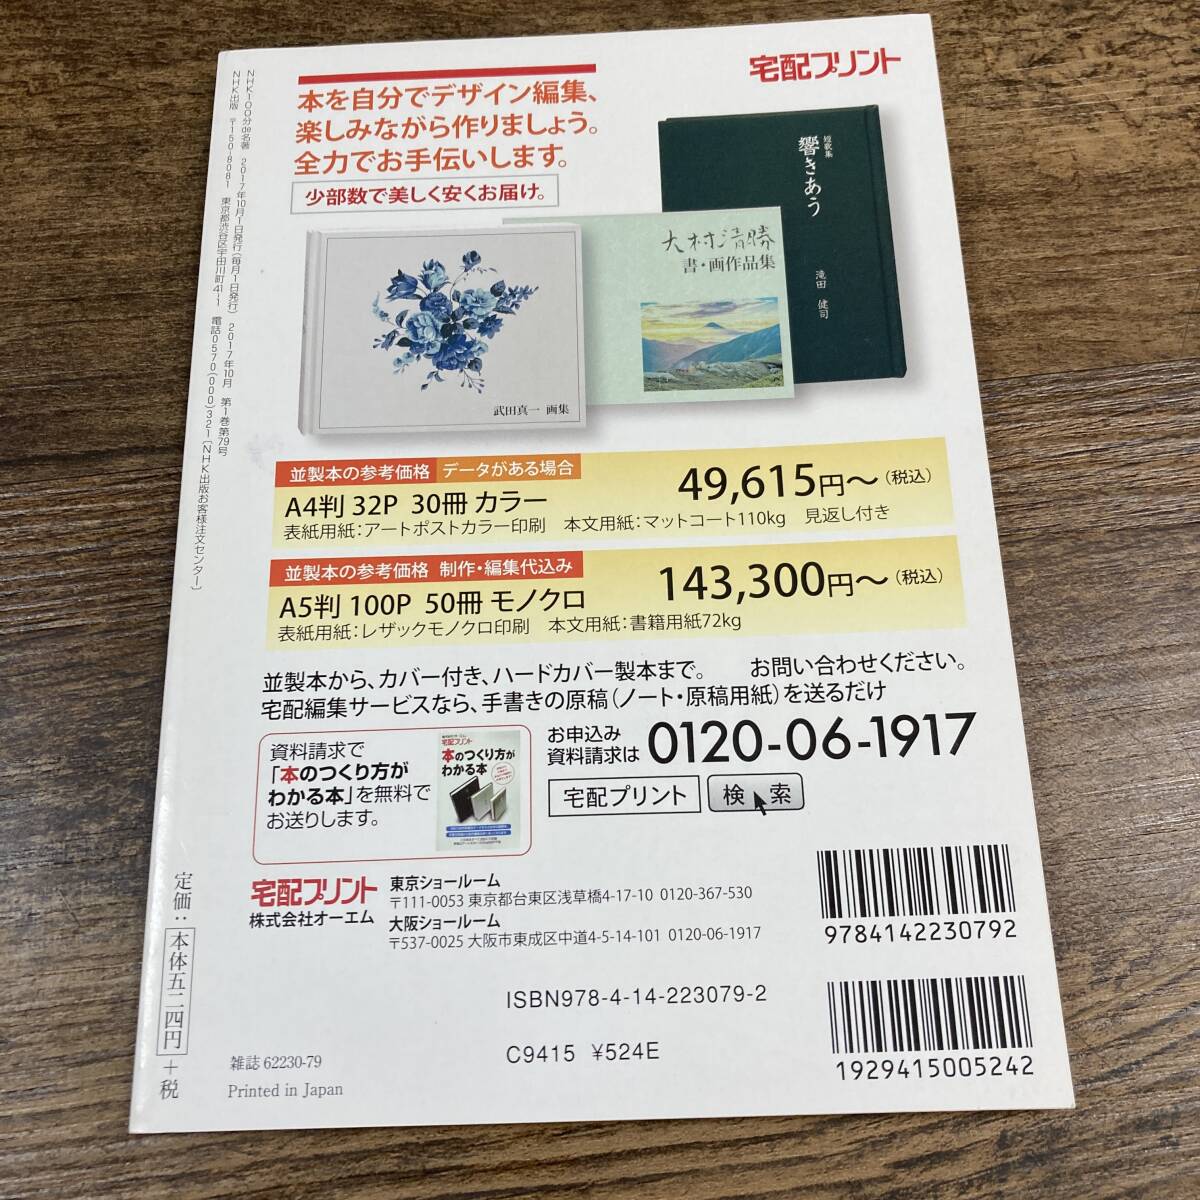 宅配プリント
本を自分でデザイン編集、
楽しみながら作りましょう。
全力でお手伝いします。
少部数で美しく安くお届け。
短歌集
響きあう
滝田 健司
大村清勝
書・画作品集
武田真一 画集
並製本の参考価格 データがある場合
A4判 32P 30冊 カラー
49,615円〜(税込)
表紙用紙：アートポストカラー印刷 本文用紙：マットコート110kg 見返し付き
並製本の参考価格 制作・編集代込み
A5判 100P 50冊 モノクロ
143,300円〜(税込)
表紙用紙：レザックモノクロ印刷 本文用紙：書籍用紙72kg
並製本から、カバー付き、ハードカバー製本まで。 お問い合わせください。
宅配編集サービスなら、手書きの原稿（ノート・原稿用紙）を送るだけ
資料請求で
「本のつくり方が
わかる本」を無料で
お送りします。
宅配プリント
本のつくり方が
わかる本
お申込み
資料請求は
0120-06-1917
宅配プリント 検索
宅配プリント
株式会社オーエム
東京ショールーム
〒111-0053 東京都台東区浅草橋4-17-10 0120-367-530
大阪ショールーム
〒537-0025 大阪市東成区中道4-5-14-101 0120-06-1917
9784142230792
ISBN978-4-14-223079-2
C9415 ¥524E
1929415005242
雑誌 62230-79
Printed in Japan
定価：本体五二四円＋税
NHK100分de名著 2017年10月1日発行（毎月1日発行） 2017年10月 第1巻第79号
NHK出版 〒150-8081 東京都渋谷区宇田川町41-1 電話0570(000)321〔NHK出版お客様注文センター〕